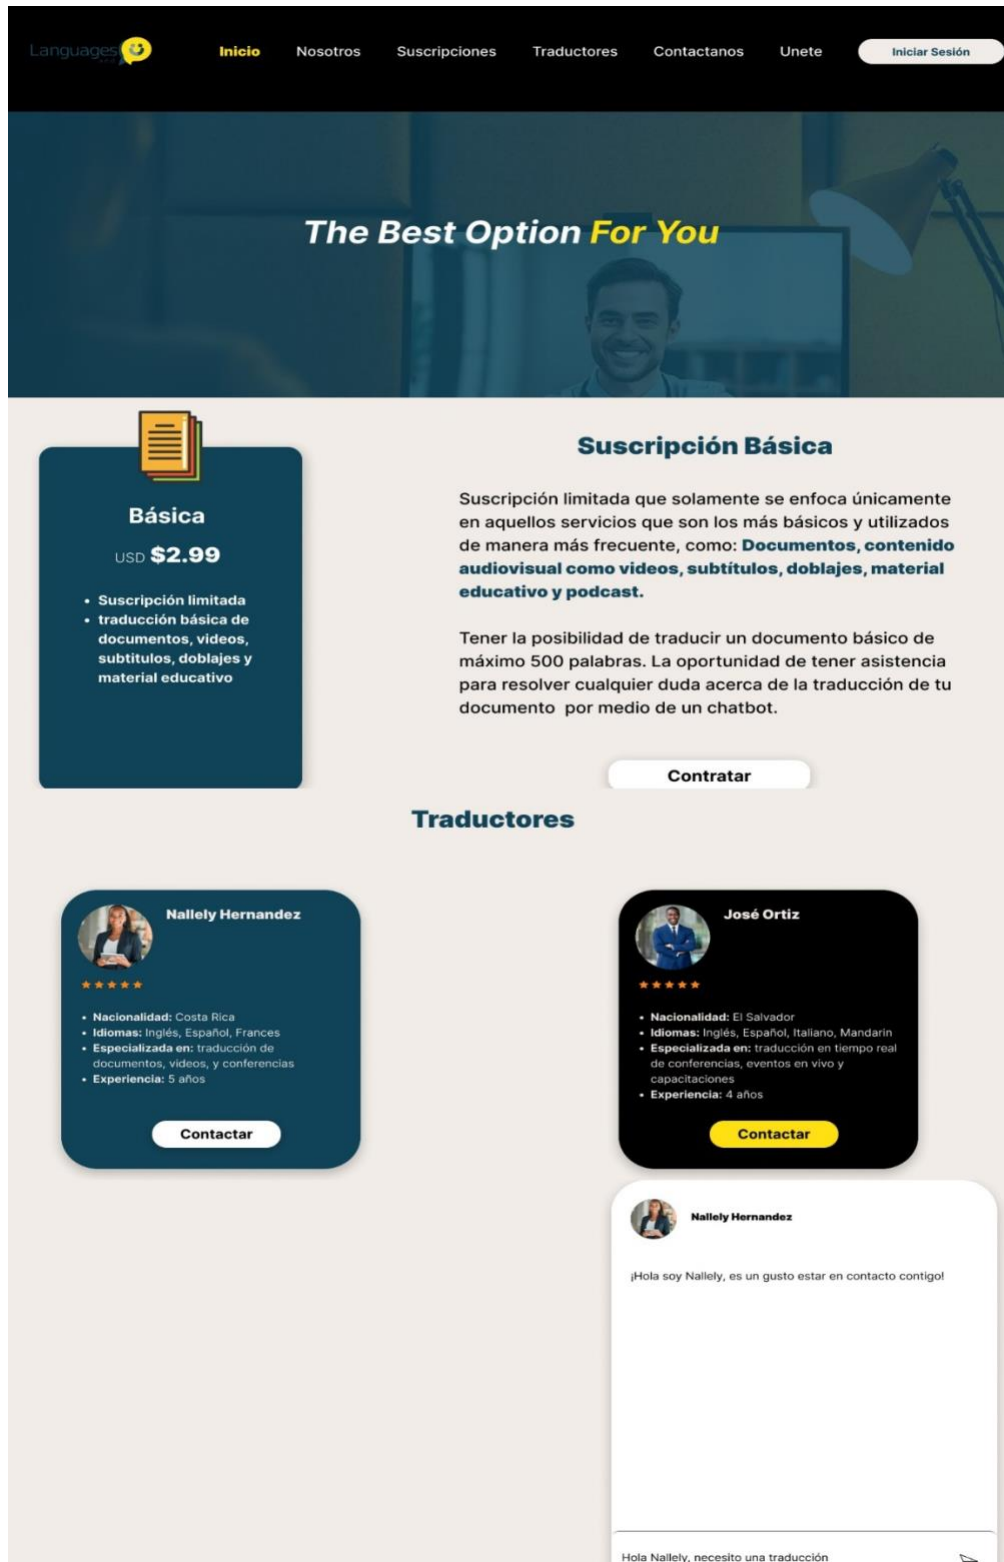 Languages
Inicio
Nosotros
Suscripciones
Traductores
Contactanos
Unete
Iniciar Sesión
The Best Option For You
Básica
USD $2.99
• Suscripción limitada
• traducción básica de
documentos, videos,
subtitulos, doblajes y
material educativo
Suscripción Básica
Suscripción limitada que solamente se enfoca únicamente
en aquellos servicios que son los más básicos y utilizados
de manera más frecuente, como: Documentos, contenido
audiovisual como videos, subtítulos, doblajes, material
educativo y podcast.
Tener la posibilidad de traducir un documento básico de
máximo 500 palabras. La oportunidad de tener asistencia
para resolver cualquier duda acerca de la traducción de tu
documento por medio de un chatbot.
Contratar
Traductores
Nallely Hernandez
• Nacionalidad: Costa Rica
• Idiomas: Inglés, Español, Frances
• Especializada en: traducción de
documentos, videos, y conferencias
• Experiencia: 5 años
Contactar
José Ortiz
• Nacionalidad: El Salvador
• Idiomas: Inglés, Español, Italiano, Mandarin
• Especializada en: traducción en tiempo real
de conferencias, eventos en vivo y
capacitaciones
• Experiencia: 4 años
Contactar
Nallely Hernandez
¡Hola soy Nallely, es un gusto estar en contacto contigo!
Hola Nallely, necesito una traducción